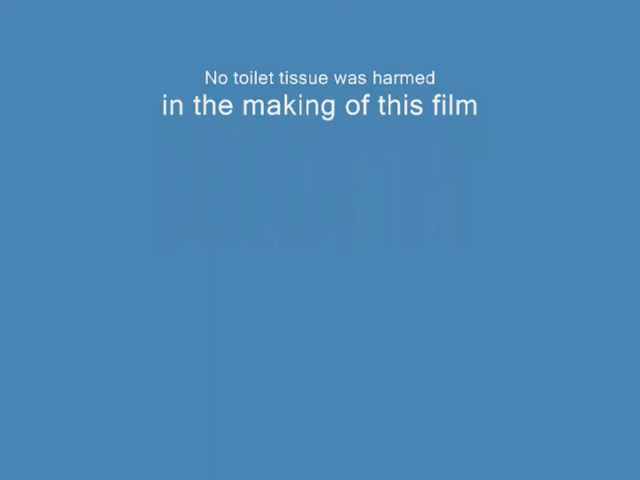 No toilet tissue was harmed
in the making of this film